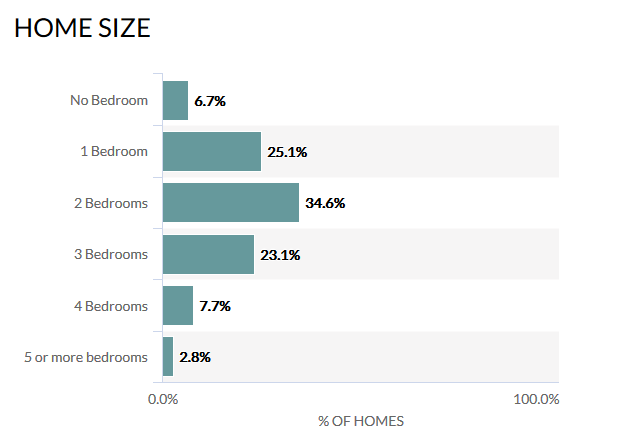 HOME SIZE
No Bedroom 6.7%
1 Bedroom 25.1%
2 Bedrooms 34.6%
3 Bedrooms 23.1%
4 Bedrooms 7.7%
5 or more bedrooms 2.8%
0.0% 100.0%
% OF HOMES